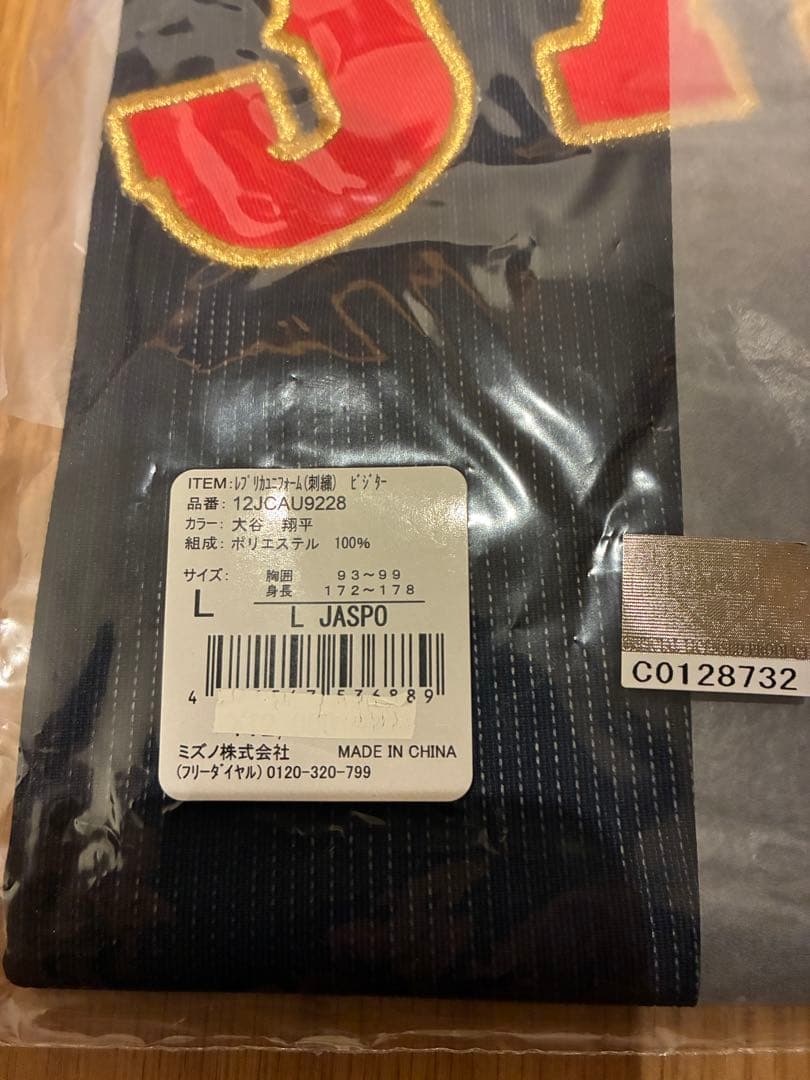 J
ITEM:ﾚﾌﾟﾘｶﾕﾆﾌｫｰﾑ(刺繍) ﾋﾞｼﾞﾀｰ
品番: 12JCAU9228
カラー: 大谷 翔平
組成: ポリエステル 100%
サイズ: 胸囲 93~99
L 身長 172~178
L JASPO
ミズノ株式会社 MADE IN CHINA
(ﾌﾘｰﾀﾞｲﾔﾙ) 0120-320-799
C0128732